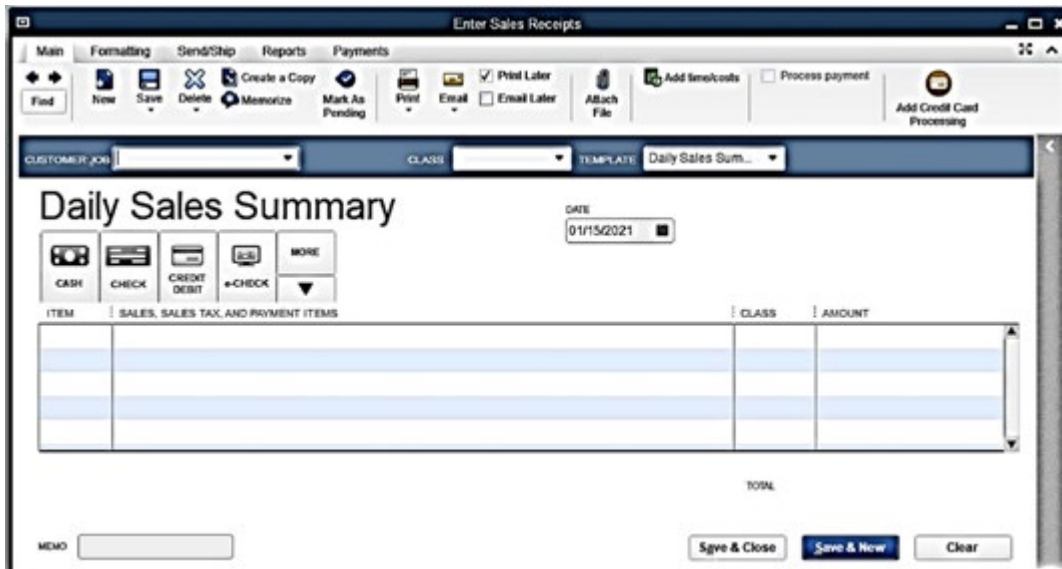 Enter Sales Receipts
Main Formatting Send/Ship Reports Payments
Find New Save Delete Create a Copy Memorize Mark As Pending Print Email Print Later Email Later Attach File Add time/costs Process payment Add Credit Card Processing
CUSTOMER:JOB CLASS TEMPLATE Daily Sales Sum...
Daily Sales Summary
DATE
01/15/2021
CASH CHECK CREDIT DEBIT e-CHECK MORE
ITEM SALES, SALES TAX, AND PAYMENT ITEMS CLASS AMOUNT
TOTAL
MEMO Save & Close Save & New Clear